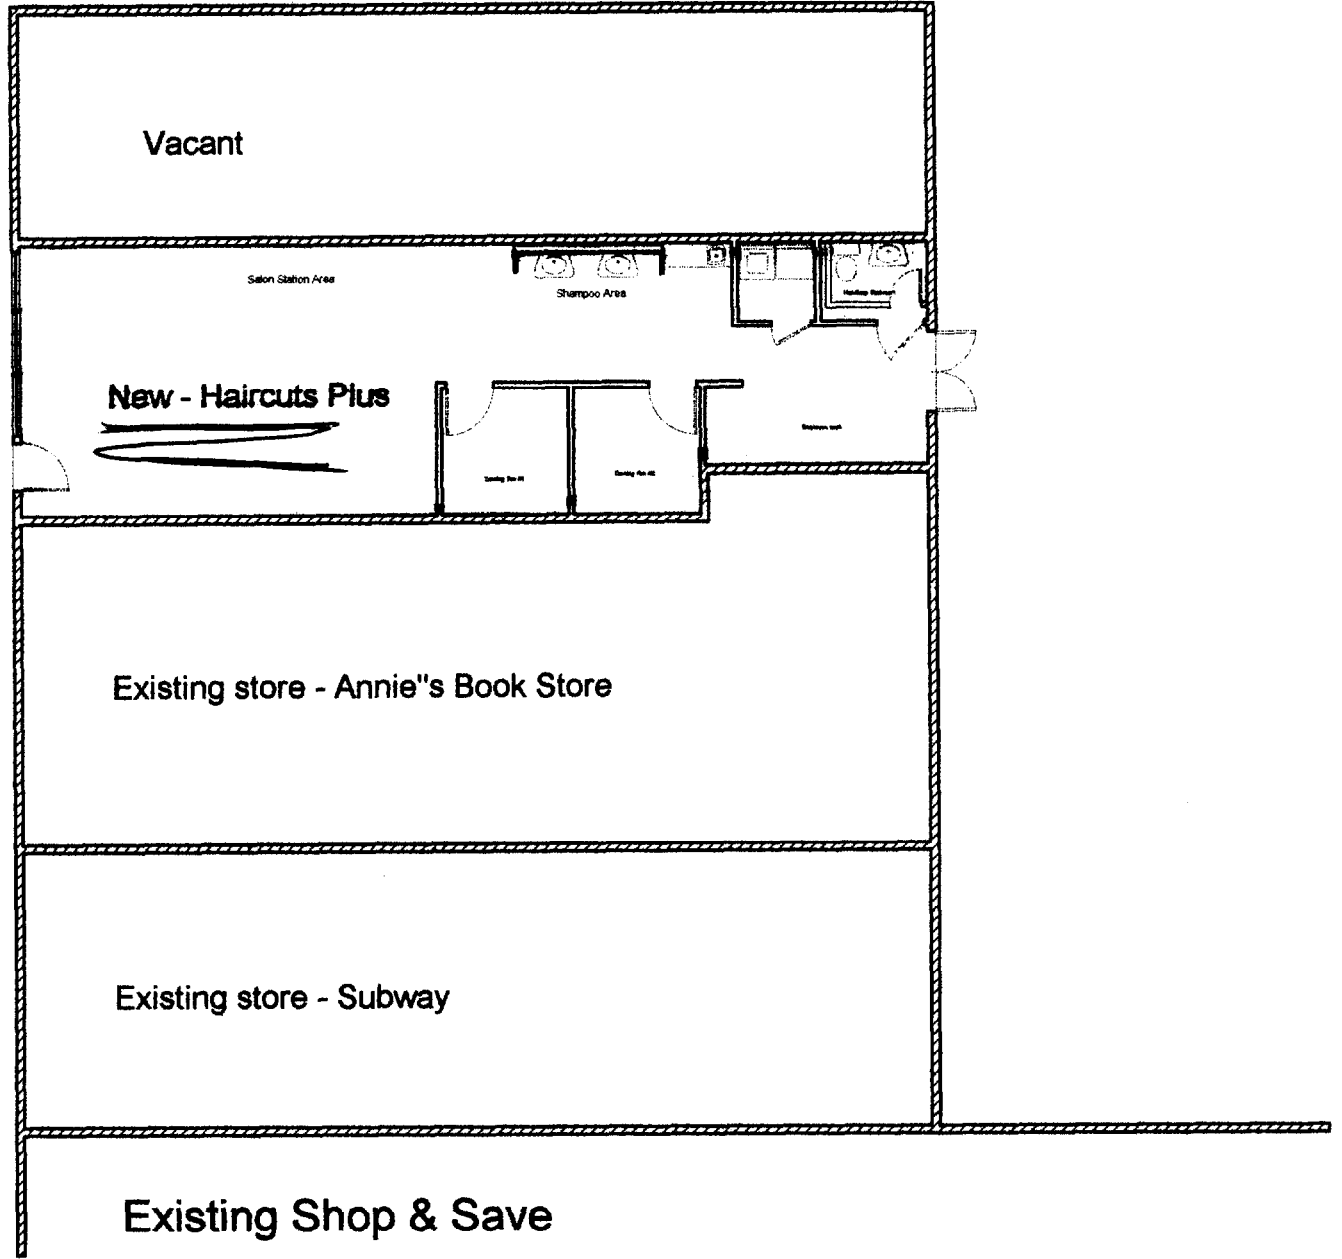 Vacant
Salon Station Area
Shampoo Area
New - Haircuts Plus
Existing store - Annie"s Book Store
Existing store - Subway
Existing Shop & Save